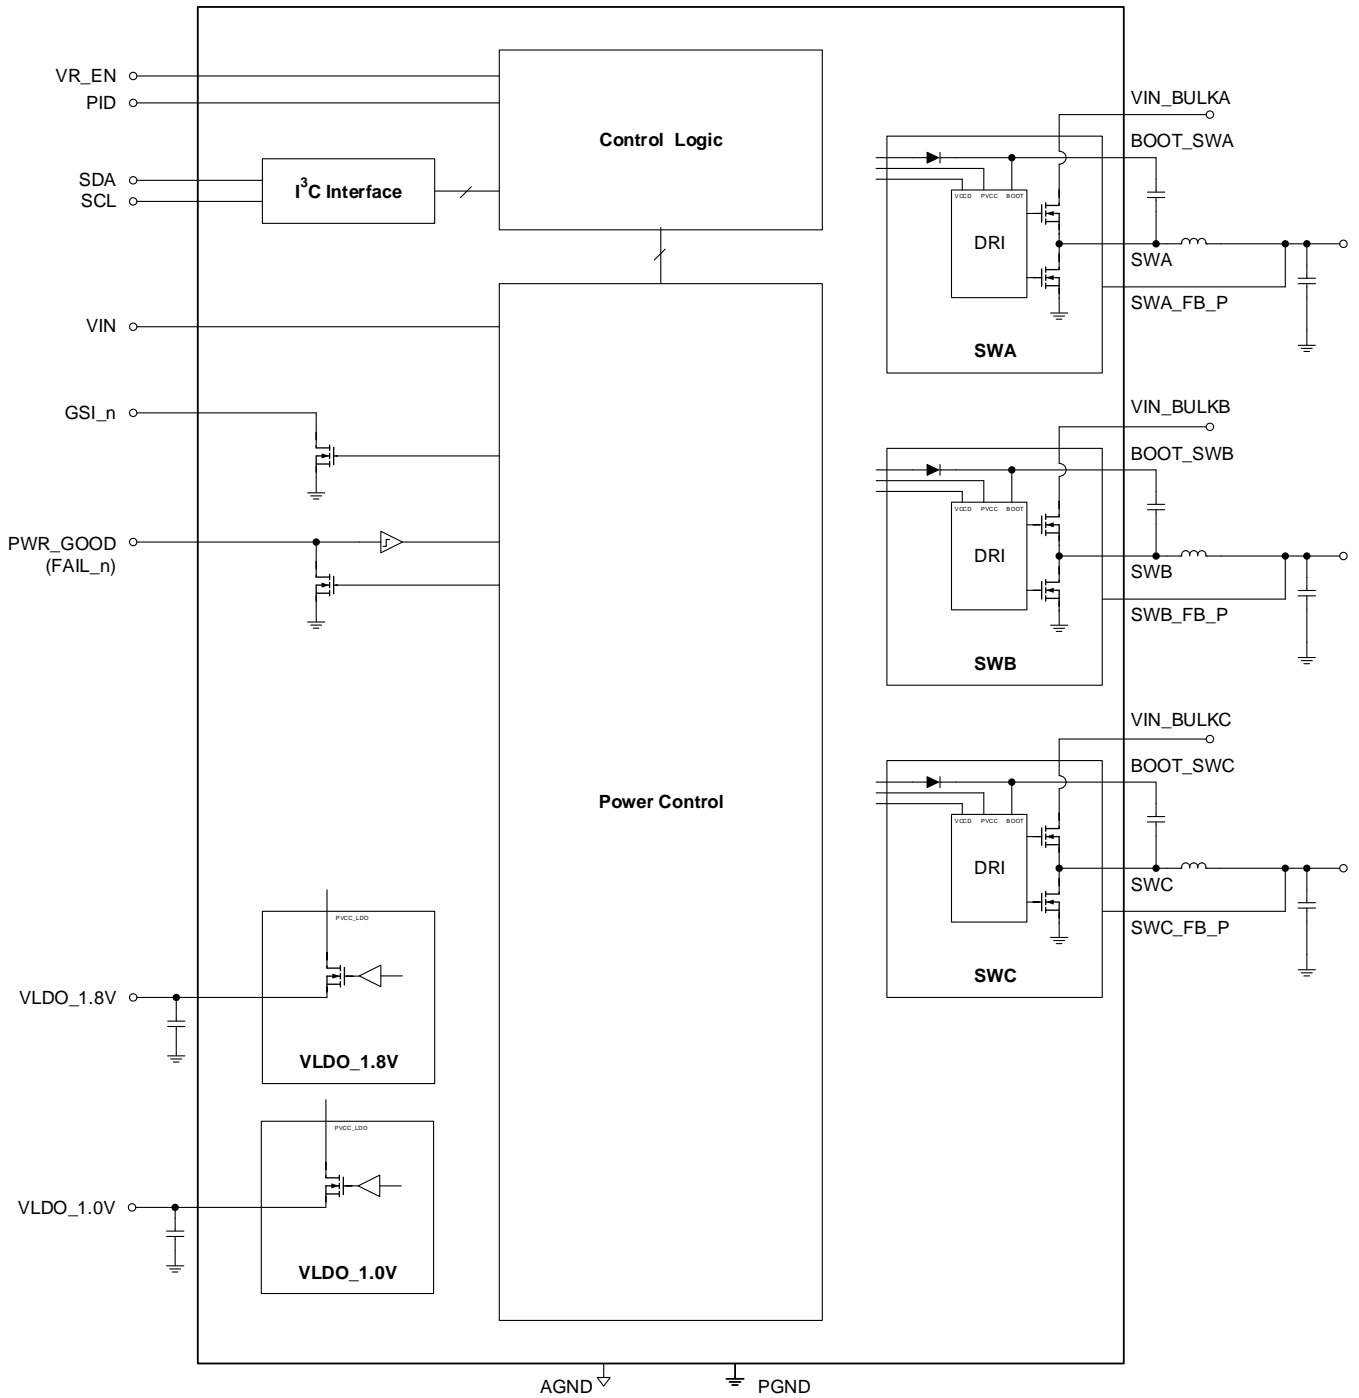 VR_EN
PID
SDA
SCL
I3C Interface
Control Logic
VIN
GSI_n
PWR_GOOD
(FAIL_n)
Power Control
PVCC_LDO
VLDO_1.8V
VLDO_1.8V
PVCC_LDO
VLDO_1.0V
VLDO_1.0V
VIN_BULKA
BOOT_SWA
VCCD PVCC BOOT
DRI
SWA
SWA_FB_P
SWA
VIN_BULKB
BOOT_SWB
VCCD PVCC BOOT
DRI
SWB
SWB_FB_P
SWB
VIN_BULKC
BOOT_SWC
VCCD PVCC BOOT
DRI
SWC
SWC_FB_P
SWC
AGND
PGND